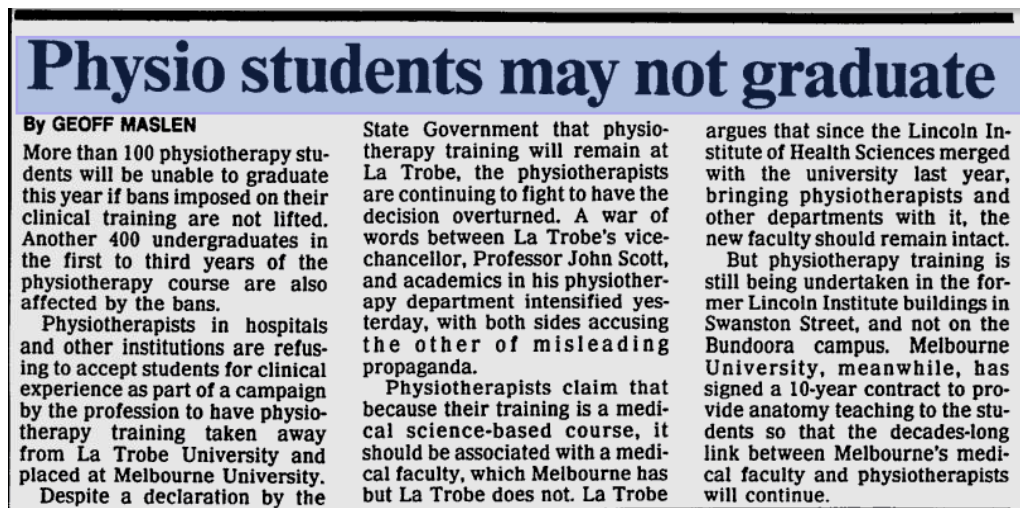 Physio students may not graduate
By GEOFF MASLEN
More than 100 physiotherapy stu-
dents will be unable to graduate
this year if bans imposed on their
clinical training are not lifted.
Another 400 undergraduates in
the first to third years of the
physiotherapy course are also
affected by the bans.
Physiotherapists in hospitals
and other institutions are refus-
ing to accept students for clinical
experience as part of a campaign
by the profession to have physio-
therapy training taken away
from La Trobe University and
placed at Melbourne University.
Despite a declaration by the
State Government that physio-
therapy training will remain at
La Trobe, the physiotherapists
are continuing to fight to have the
decision overturned. A war of
words between La Trobe's vice-
chancellor, Professor John Scott,
and academics in his physiother-
apy department intensified yes-
terday, with both sides accusing
the other of misleading
propaganda.
Physiotherapists claim that
because their training is a medi-
cal science-based course, it
should be associated with a medi-
cal faculty, which Melbourne has
but La Trobe does not. La Trobe
argues that since the Lincoln In-
stitute of Health Sciences merged
with the university last year,
bringing physiotherapists and
other departments with it, the
new faculty should remain intact.
But physiotherapy training is
still being undertaken in the for-
mer Lincoln Institute buildings in
Swanston Street, and not on the
Bundoora campus. Melbourne
University, meanwhile, has
signed a 10-year contract to pro-
vide anatomy teaching to the stu-
dents so that the decades-long
link between Melbourne's medi-
cal faculty and physiotherapists
will continue.